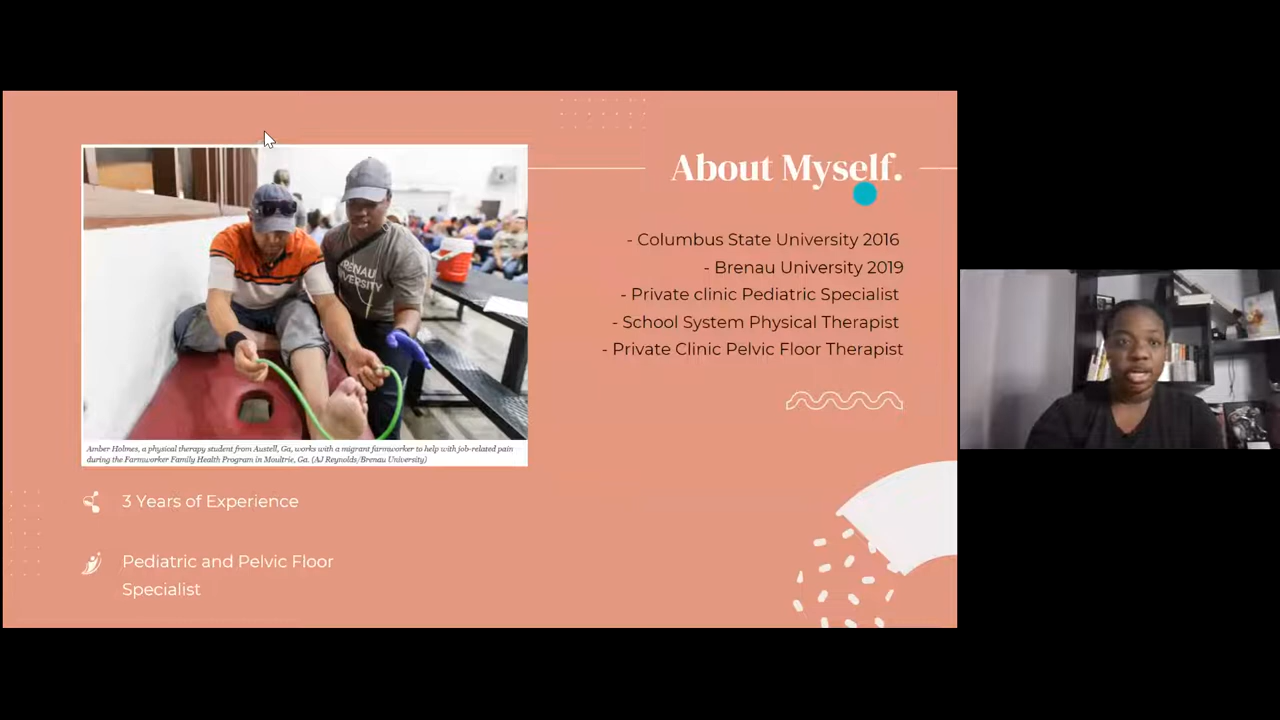 About Myself.
- Columbus State University 2016
- Brenau University 2019
- Private clinic Pediatric Specialist
- School System Physical Therapist
- Private Clinic Pelvic Floor Therapist
BRENAU
UNIVERSITY
Amber Holmes, a physical therapy student from Austell, Ga, works with a migrant farmworker to help with job-related pain
during the Farmworker Family Health Program in Moultrie, Ga. (AJ Reynolds/Brenau University)
3 Years of Experience
Pediatric and Pelvic Floor
Specialist